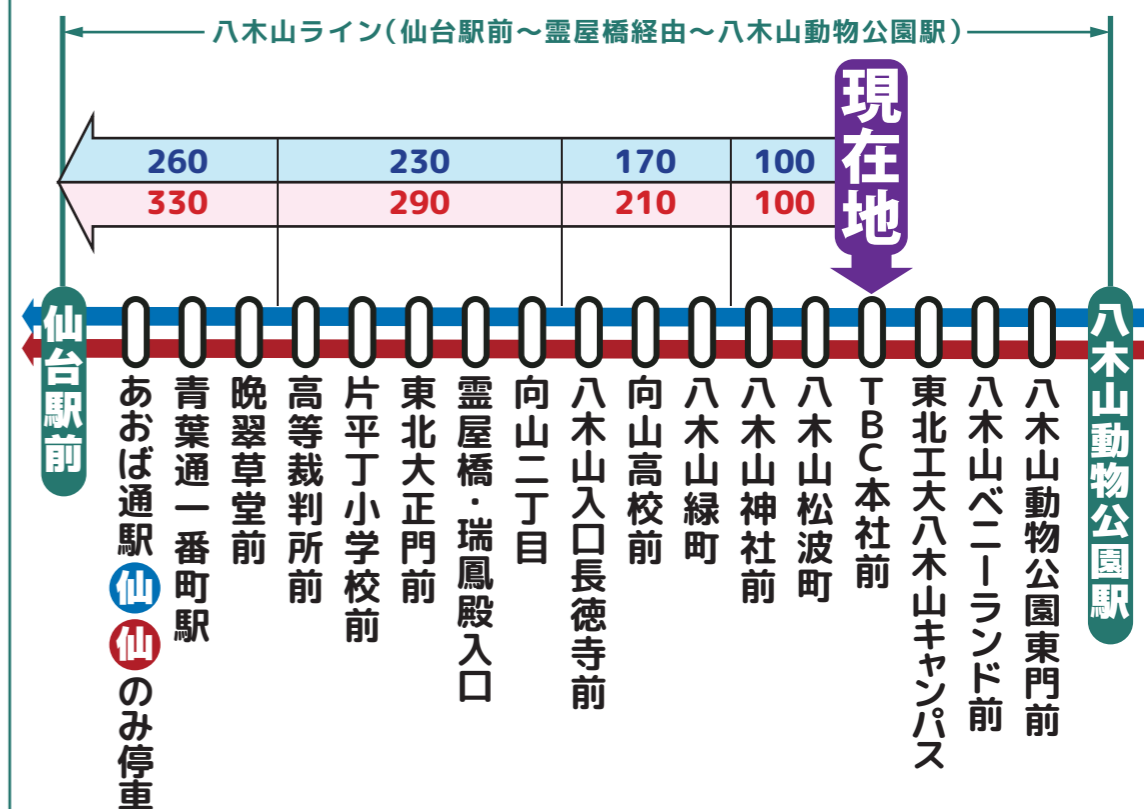 八木山ライン(仙台駅前～霊屋橋経由～八木山動物公園駅)
現在地
260 230 170 100
330 290 210 100
仙台駅前
あおば通駅仙仙のみ停車
青葉通一番町駅
晩翠草堂前
高等裁判所前
片平丁小学校前
東北大正門前
霊屋橋・瑞鳳殿入口
向山二丁目
八木山入口長徳寺前
向山高校前
八木山緑町
八木山神社前
八木山松波町
TBC本社前
東北工大八木山キャンパス
八木山ベニーランド前
八木山動物公園東門前
八木山動物公園駅